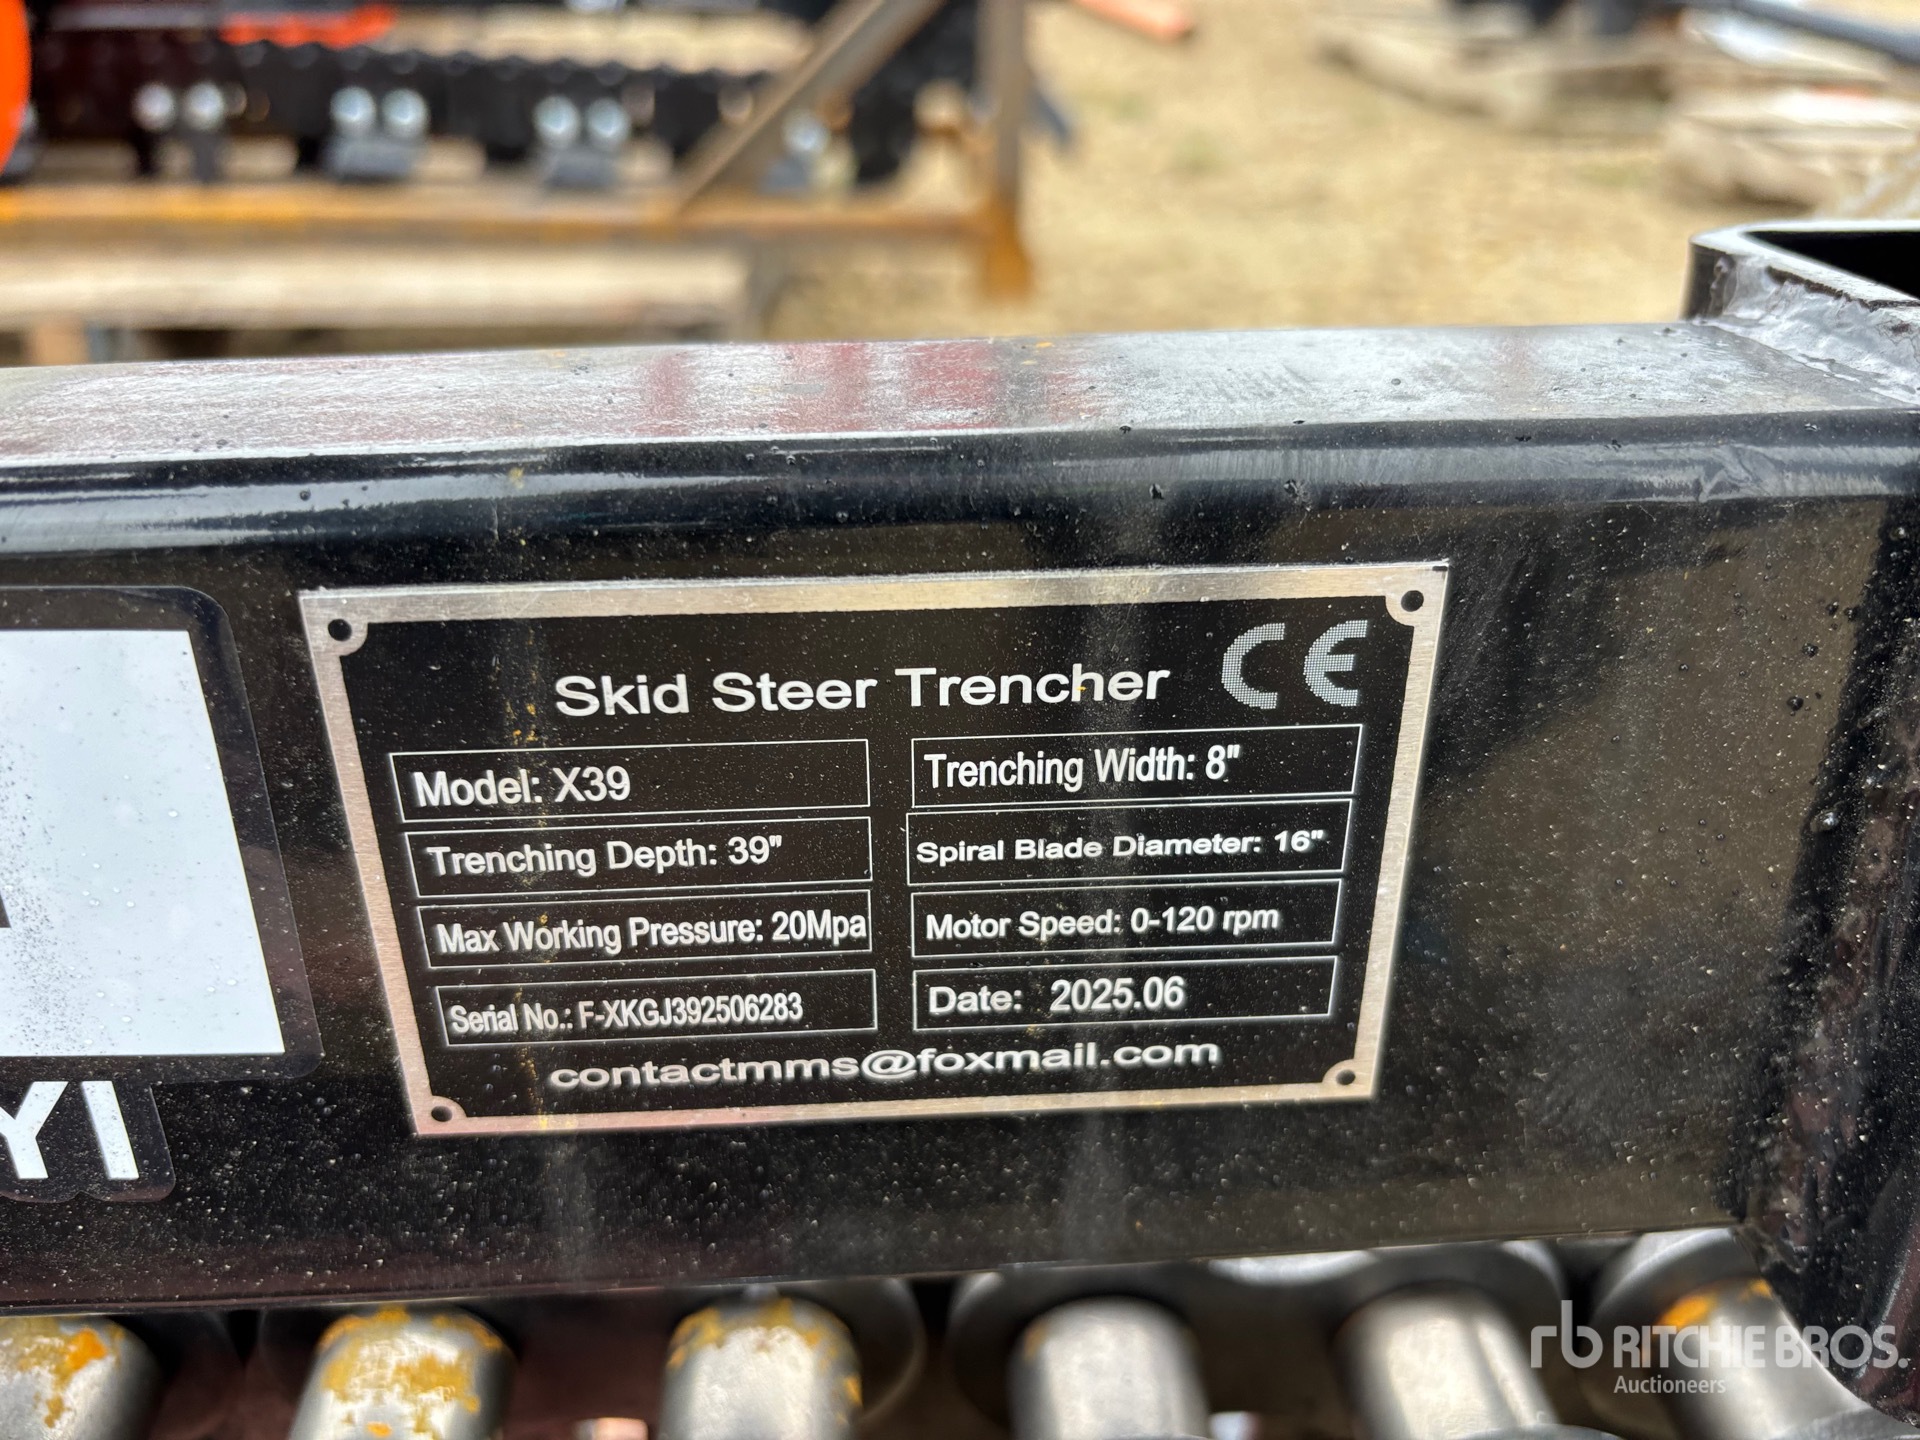 Skid Steer Trencher CE
Model: X39
Trenching Width: 8"
Trenching Depth: 39"
Spiral Blade Diameter: 16"
Max Working Pressure: 20Mpa
Motor Speed: 0-120 rpm
Serial No.: F-XKGJ392506283
Date: 2025.06
contactmms@foxmail.com
YI
rb RITCHIE BROS.
Auctioneers